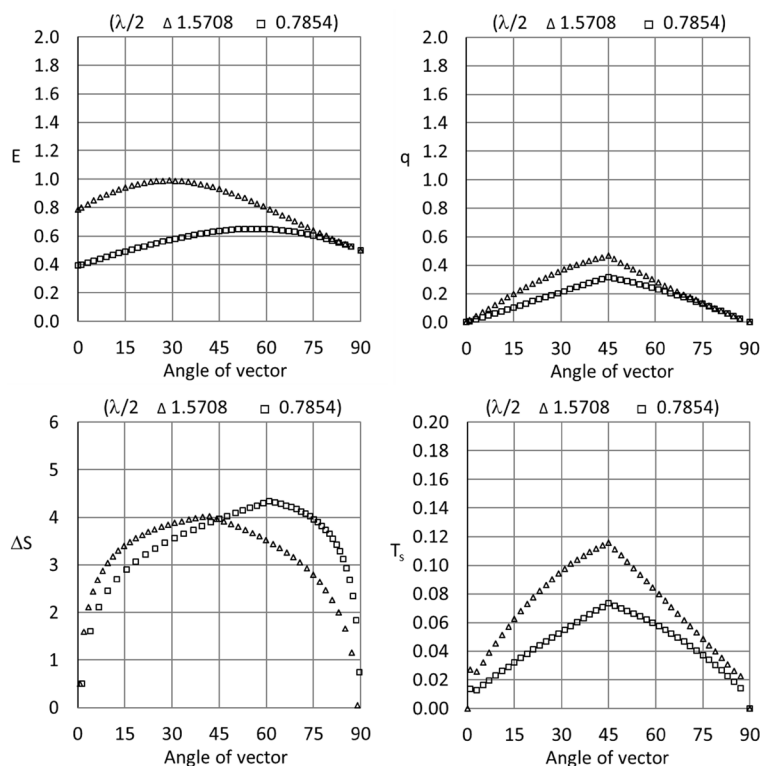 (λ/2 △ 1.5708 □ 0.7854)
2.0
1.8
1.6
1.4
1.2
E
1.0
0.8
0.6
0.4
0.2
0.0
0 15 30 45 60 75 90
Angle of vector
(λ/2 △ 1.5708 □ 0.7854)
2.0
1.8
1.6
1.4
1.2
q
1.0
0.8
0.6
0.4
0.2
0.0
0 15 30 45 60 75 90
Angle of vector
(λ/2 △ 1.5708 □ 0.7854)
6
5
4
ΔS
3
2
1
0
0 15 30 45 60 75 90
Angle of vector
(λ/2 △ 1.5708 □ 0.7854)
0.20
0.18
0.16
0.14
0.12
Ts
0.10
0.08
0.06
0.04
0.02
0.00
0 15 30 45 60 75 90
Angle of vector